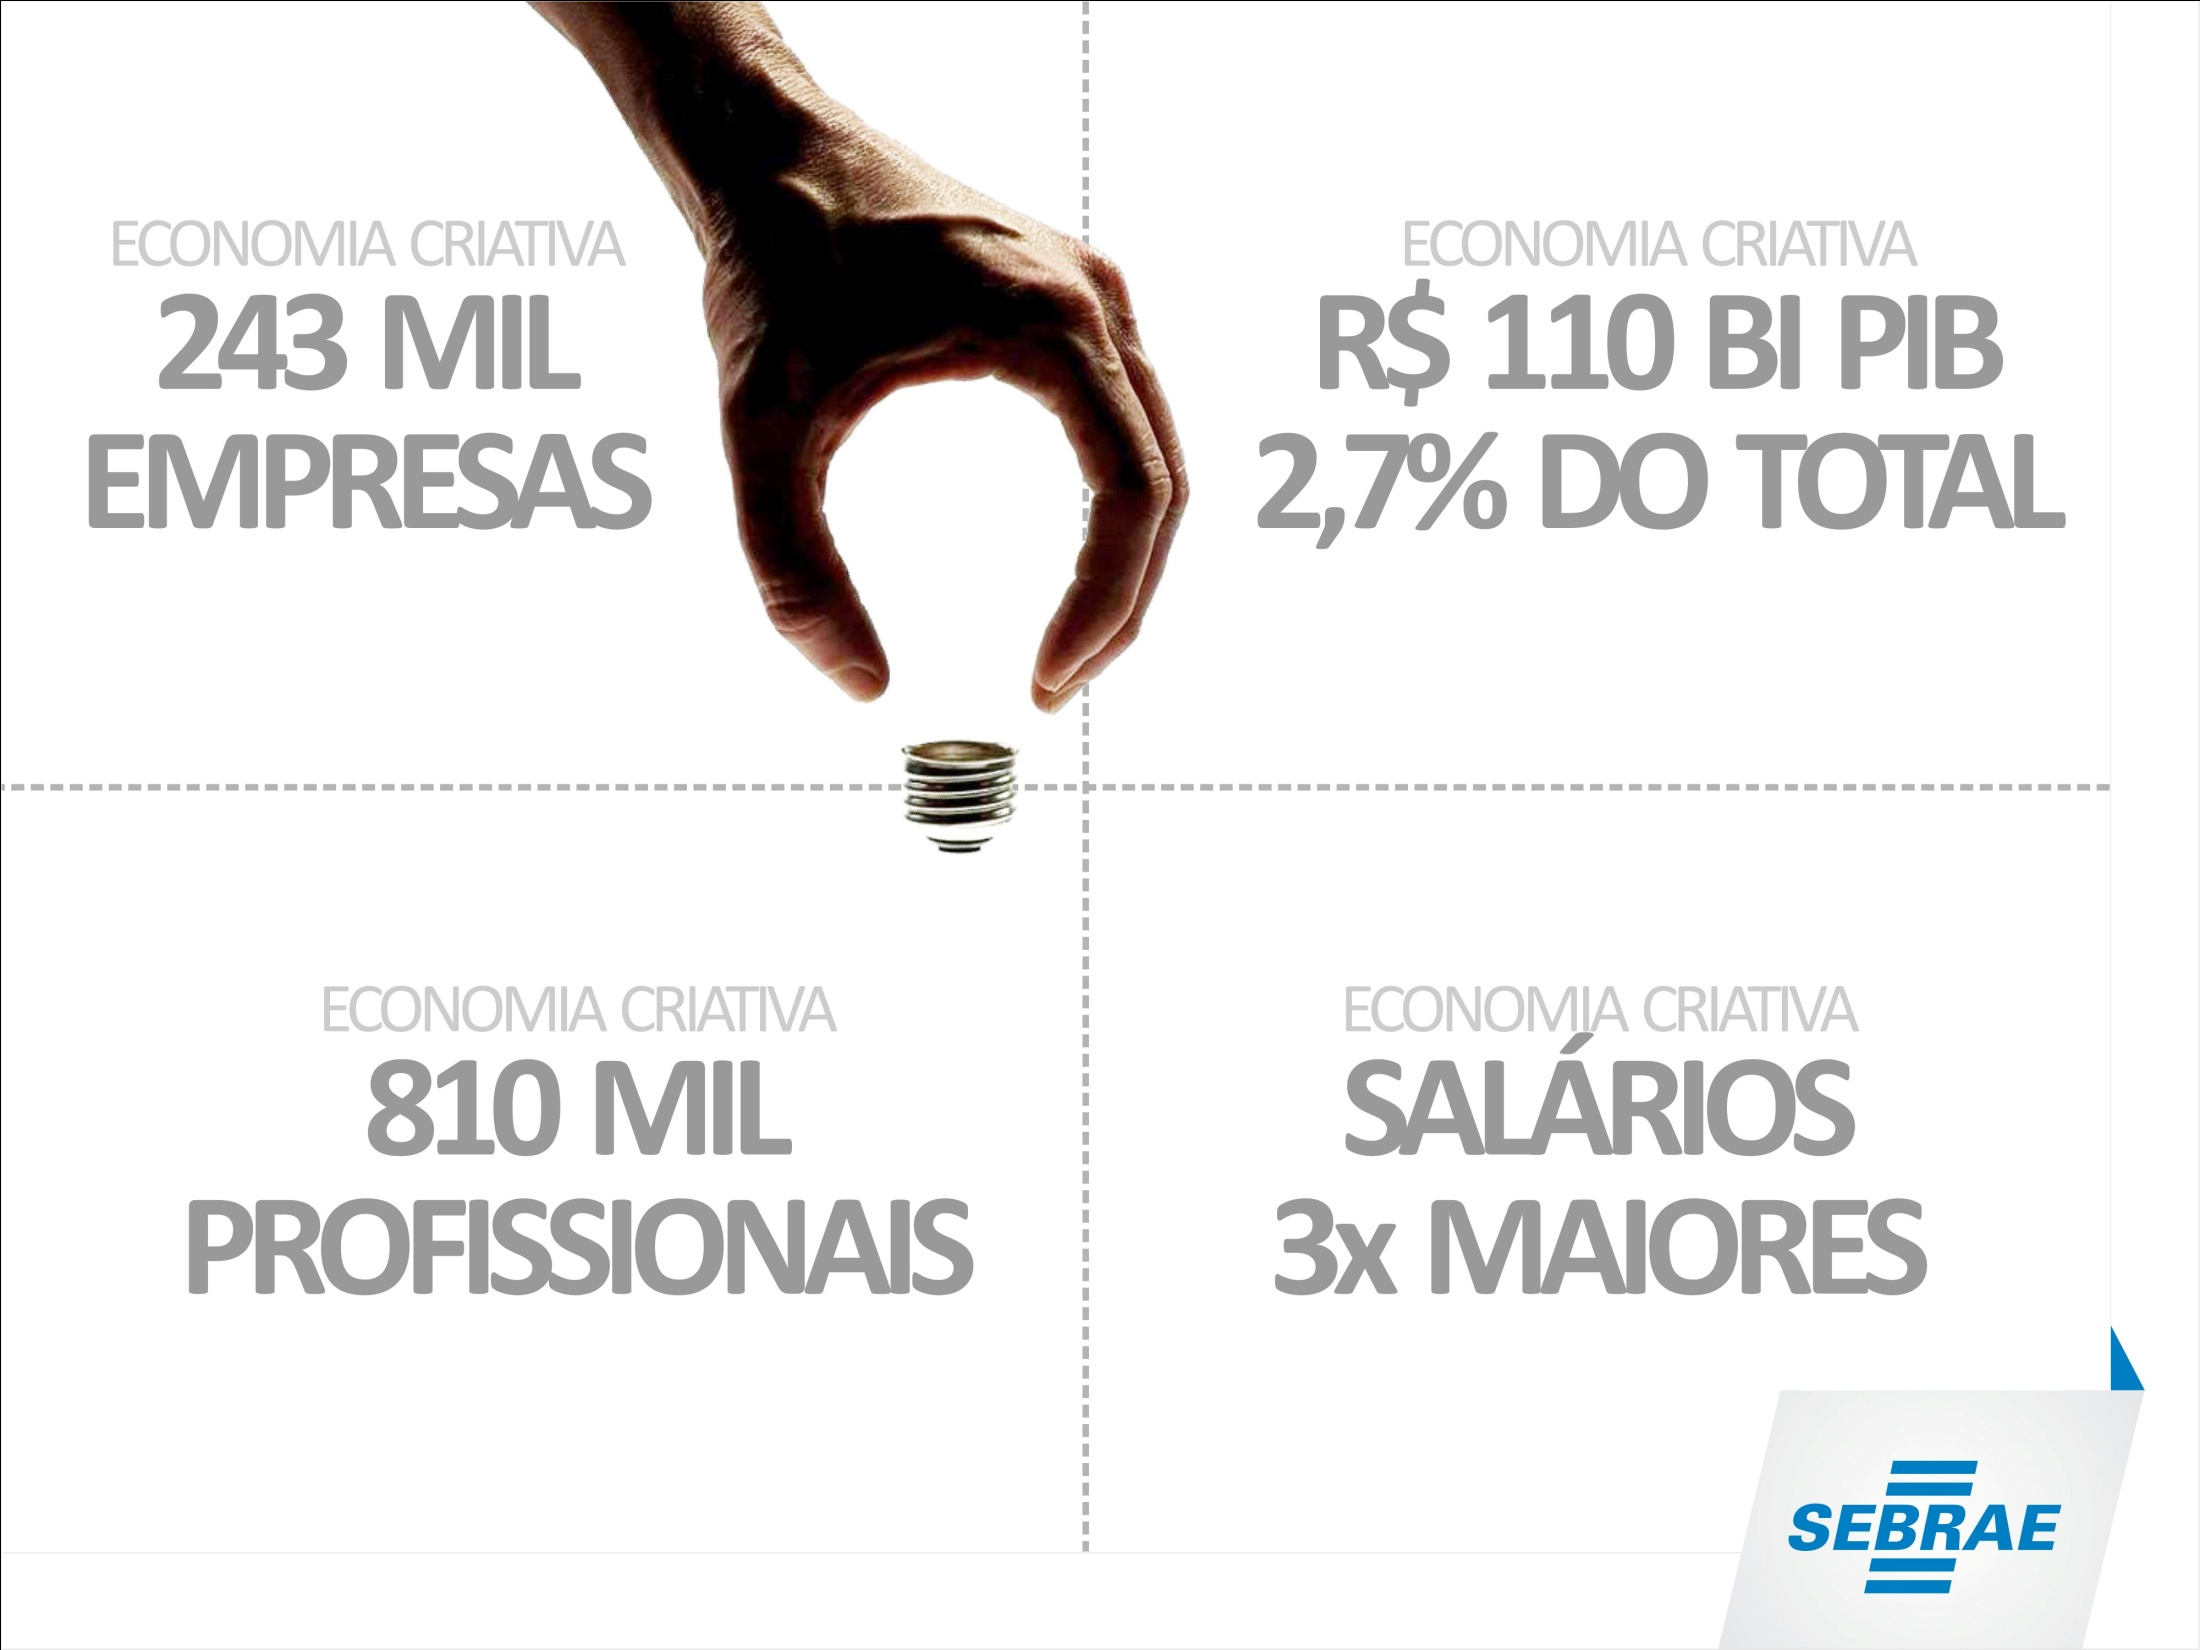 ECONOMIA CRIATIVA
243 MIL
EMPRESAS
ECONOMIA CRIATIVA
R$ 110 BI PIB
2,7% DO TOTAL
ECONOMIA CRIATIVA
810 MIL
PROFISSIONAIS
ECONOMIA CRIATIVA
SALÁRIOS
3x MAIORES
SEBRAE